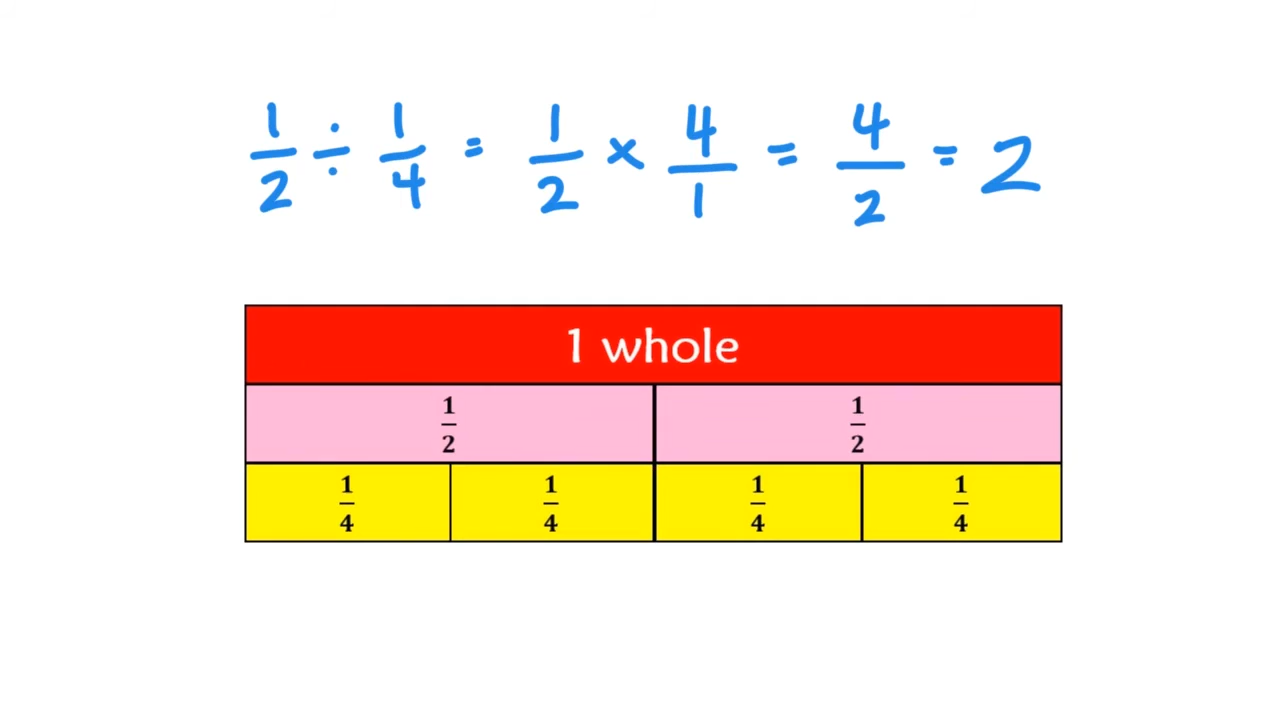 1/2 ÷ 1/4 = 1/2 × 4/1 = 4/2 = 2
1 whole
1/2 1/2
1/4 1/4 1/4 1/4